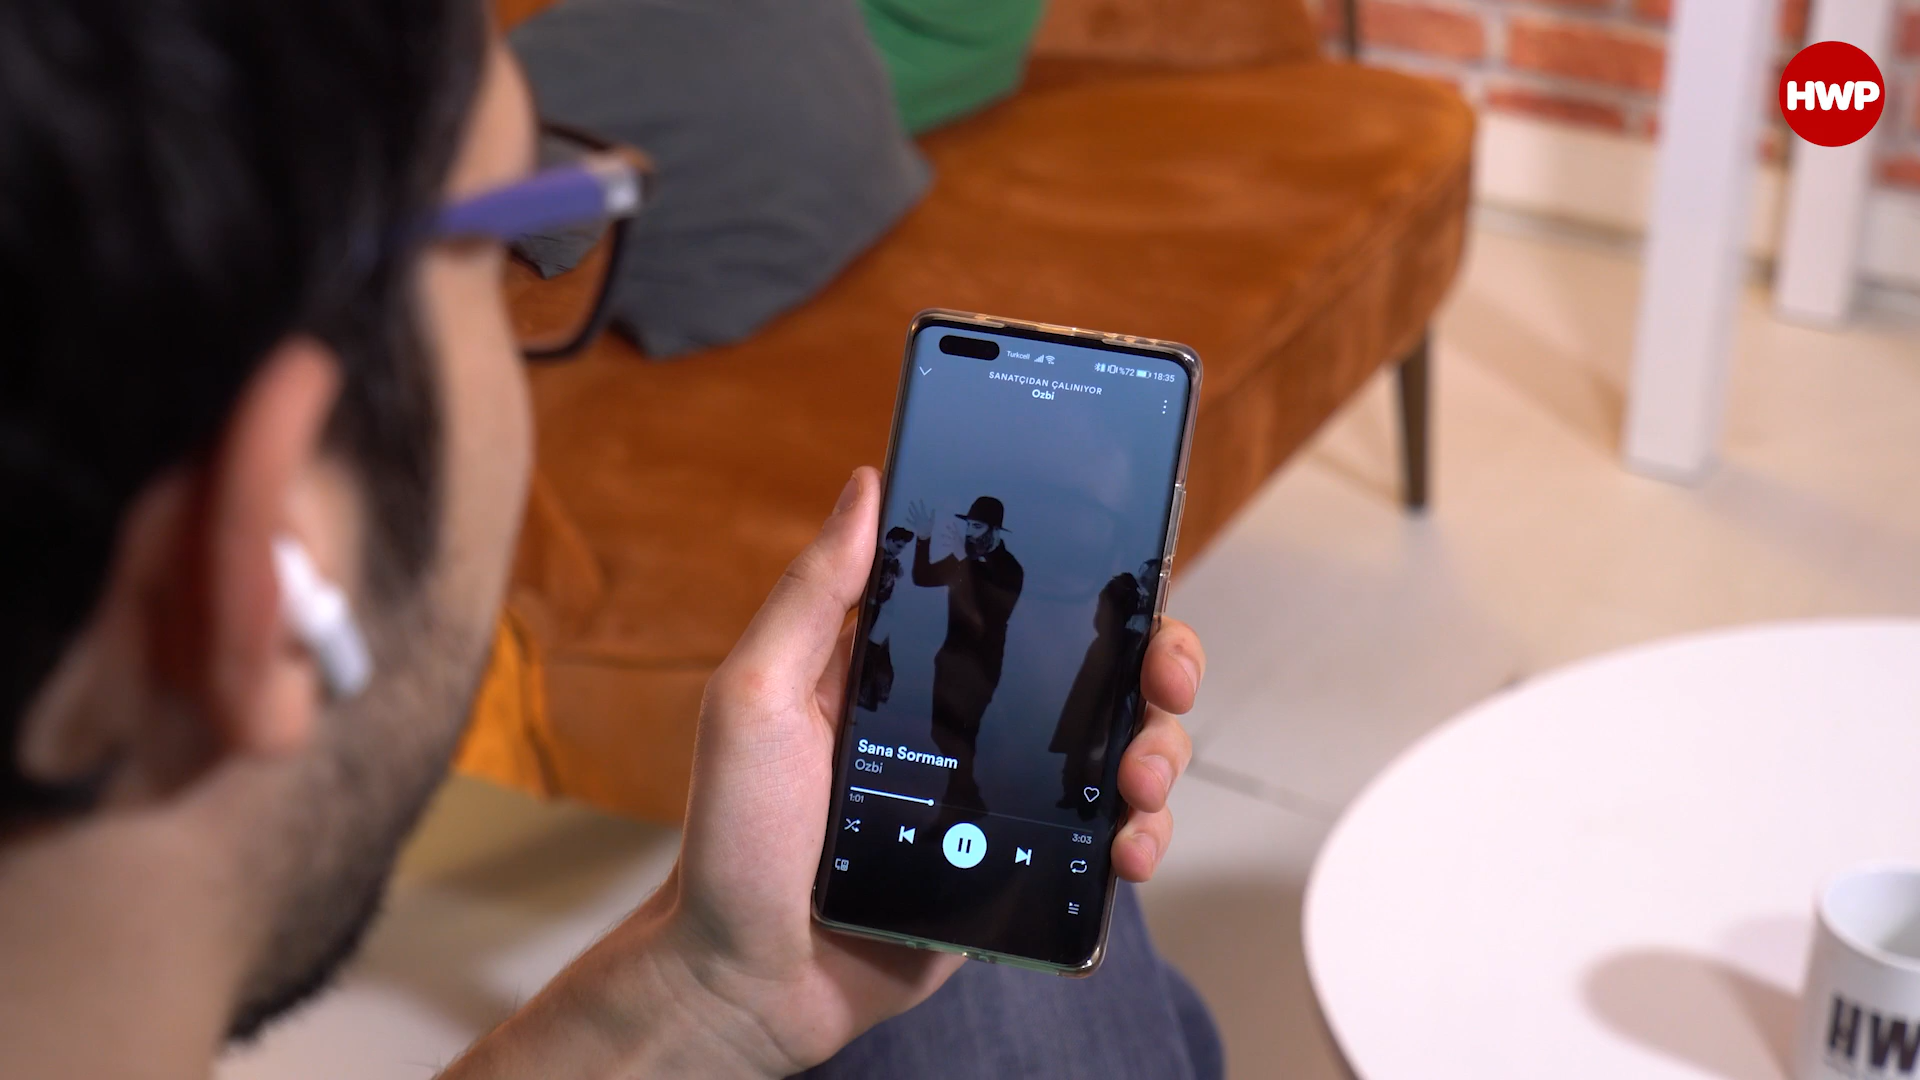 HWP
Turkcell %72 18:35
SANATÇIDAN ÇALINIYOR
Ozbi
Sana Sormam
Ozbi
1:01
3:03
HW